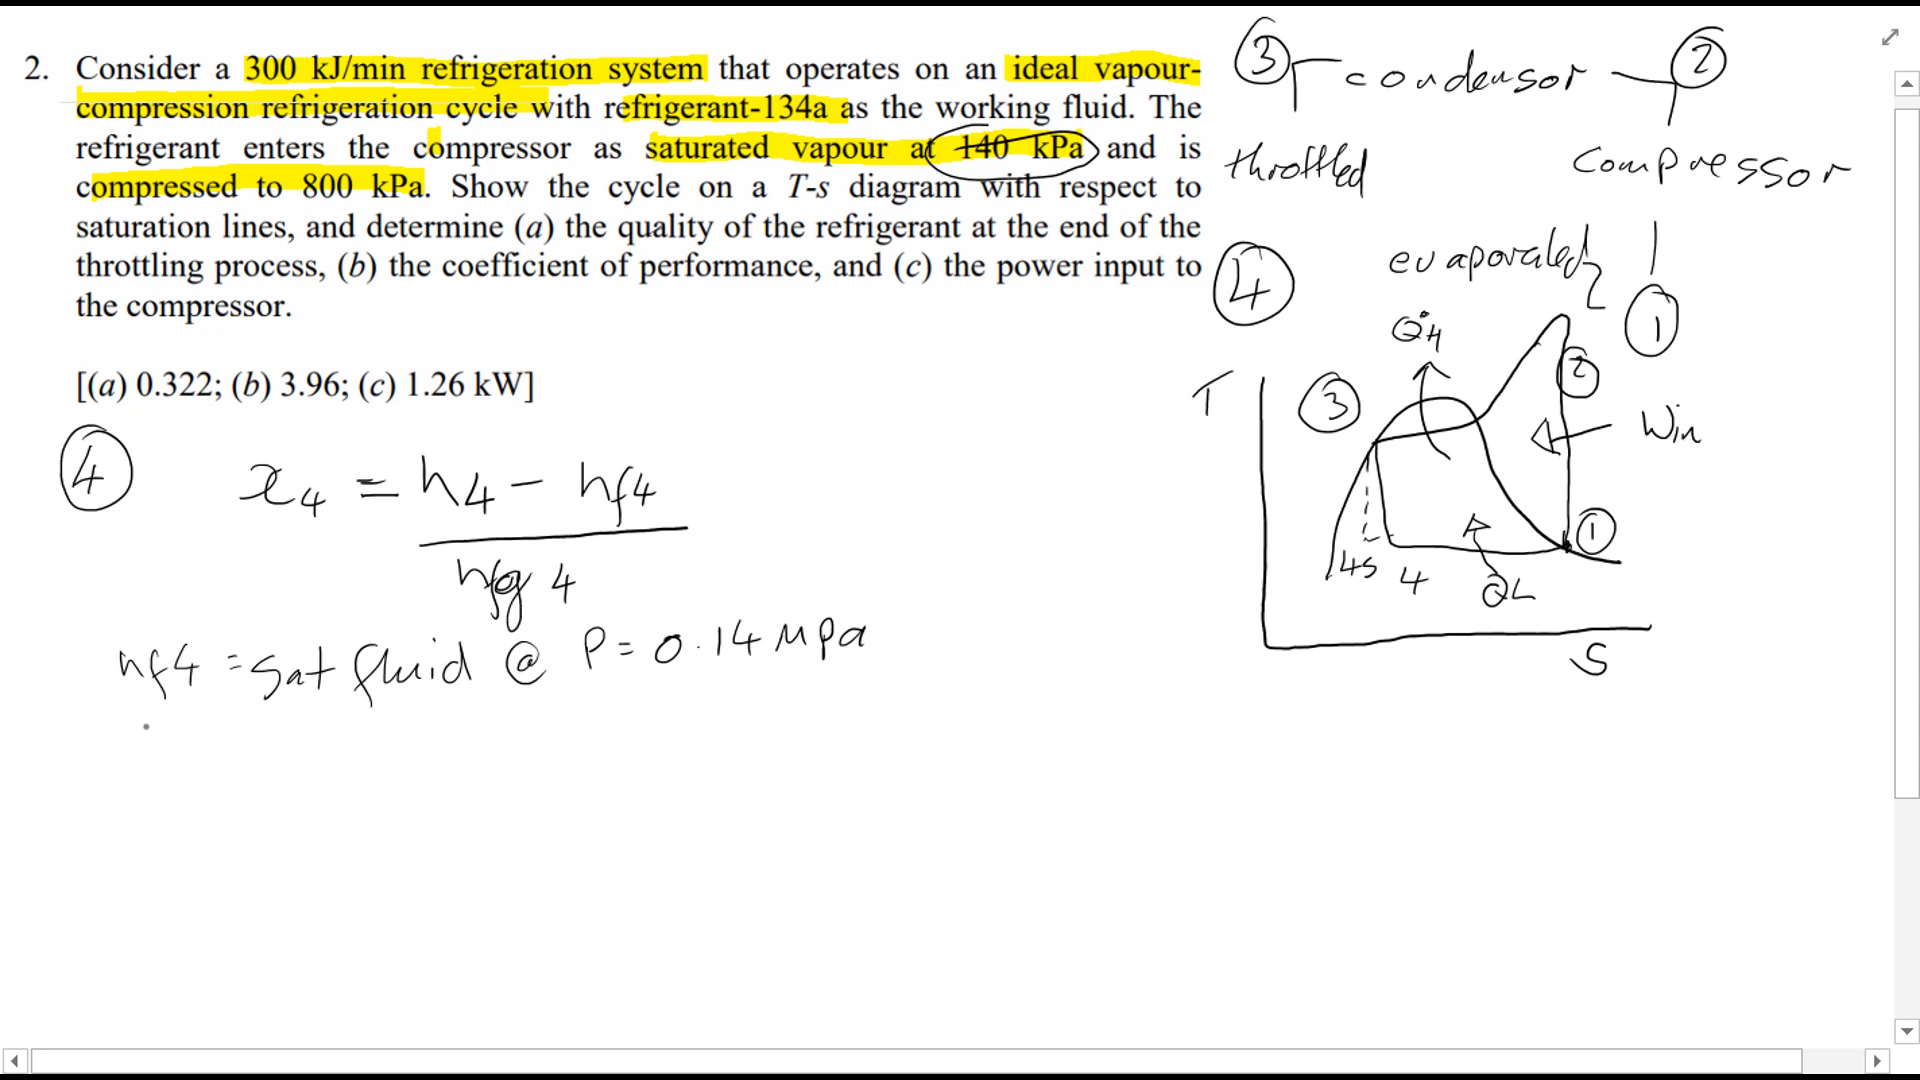 2. Consider a 300 kJ/min refrigeration system that operates on an ideal vapour-
compression refrigeration cycle with refrigerant-134a as the working fluid. The
refrigerant enters the compressor as saturated vapour at 140 kPa and is
compressed to 800 kPa. Show the cycle on a T-s diagram with respect to
saturation lines, and determine (a) the quality of the refrigerant at the end of the
throttling process, (b) the coefficient of performance, and (c) the power input to
the compressor.
[(a) 0.322; (b) 3.96; (c) 1.26 kW]
3 condensor 2
throttled compressor
4 evaporated 1
Q̇H
T 3 2
Win
1
4s 4 QL
S
4 x4 = h4 - hf4
hfg 4
hf4 = Sat fluid @ P = 0.14 Mpa